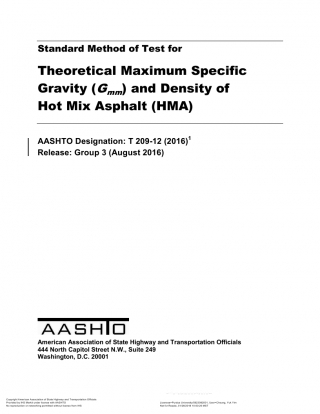 Standard Method of Test for
Theoretical Maximum Specific
Gravity (Gmm) and Density of
Hot Mix Asphalt (HMA)
AASHTO Designation: T 209-12 (2016)1
Release: Group 3 (August 2016)
AASHTO
American Association of State Highway and Transportation Officials
444 North Capitol Street N.W., Suite 249
Washington, D.C. 20001